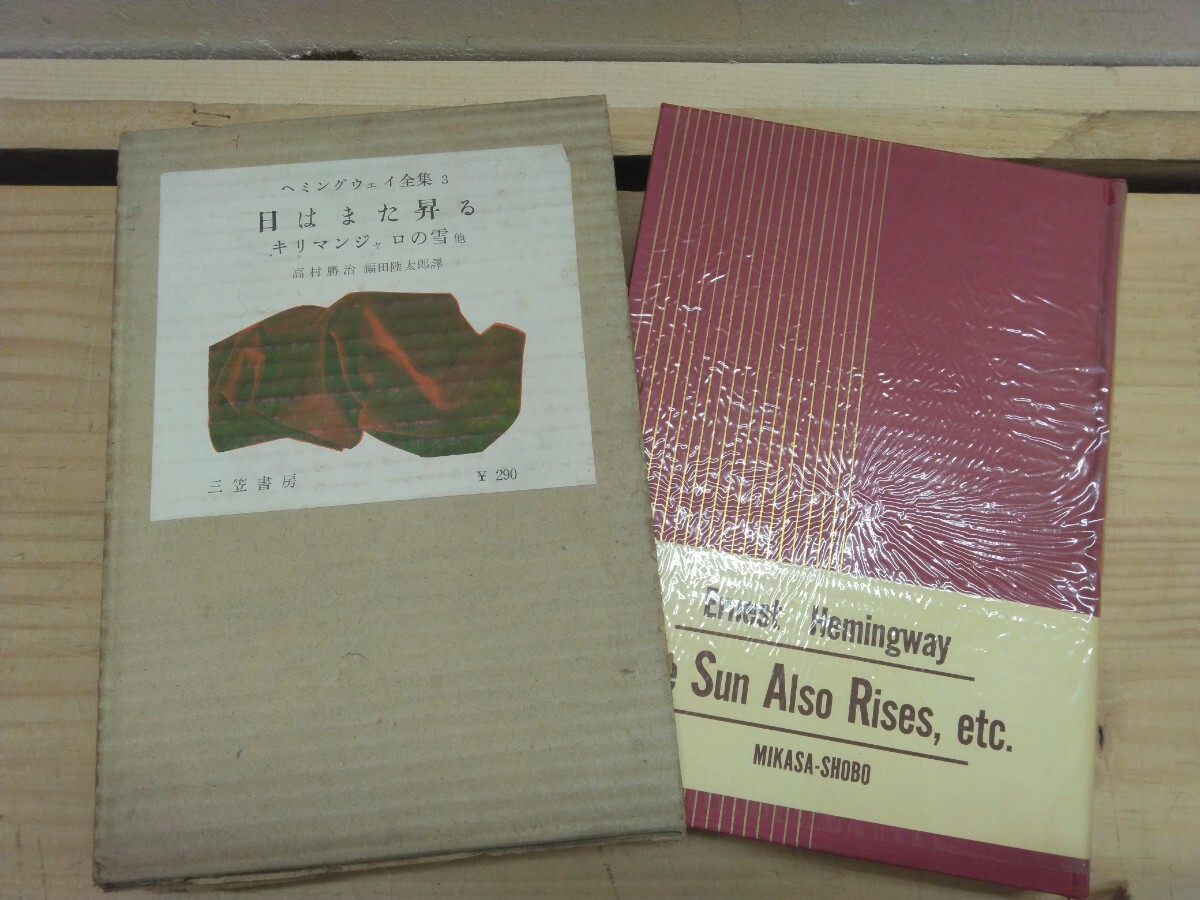 ヘミングウェイ全集 3
日はまた昇る
キリマンジャロの雪 他
高村勝治 福田陸太郎譯
三笠書房
¥ 290
Ernest Hemingway
e Sun Also Rises, etc.
MIKASA-SHOBO